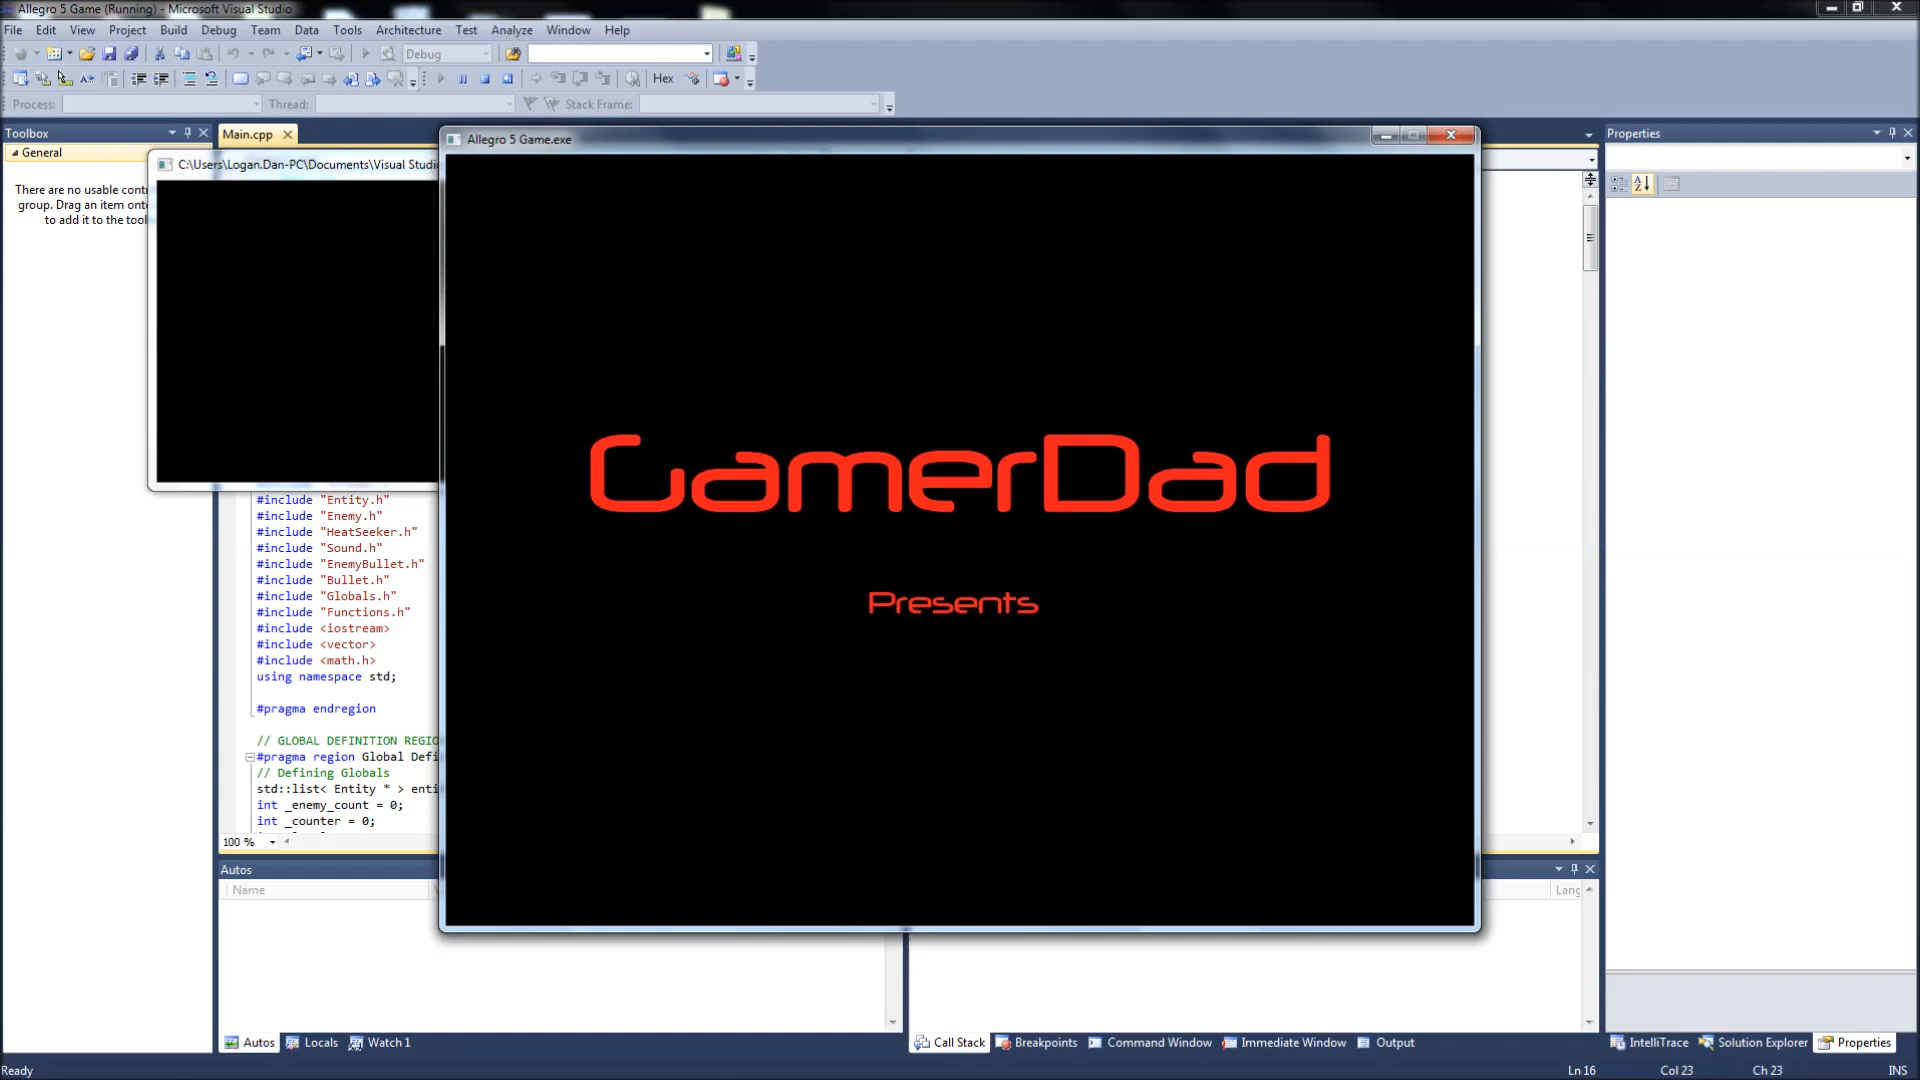 Allegro 5 Game (Running) - Microsoft Visual Studio
File Edit View Project Build Debug Team Data Tools Architecture Test Analyze Window Help
Debug
Hex
Process: Thread: Stack Frame:
Toolbox
General
There are no usable
group. Drag an item
to add it to the
Main.cpp
C:\Users\Logan.Dan-PC\Documents\Visual
Allegro 5 Game.exe
GamerDad
Presents
Properties
#include "Entity.h"
#include "Enemy.h"
#include "HeatSeeker.h"
#include "Sound.h"
#include "EnemyBullet.h"
#include "Bullet.h"
#include "Globals.h"
#include "Functions.h"
#include <iostream>
#include <vector>
#include <math.h>
using namespace std;
#pragma endregion
// GLOBAL DEFINITION REGIO
#pragma region Global Defi
// Defining Globals
std::list< Entity * > enti
int _enemy_count = 0;
int _counter = 0;
100 %
Autos
Name
Lang
Autos Locals Watch 1
Call Stack Breakpoints Command Window Immediate Window Output
IntelliTrace Solution Explorer Properties
Ready Ln 16 Col 23 Ch 23 INS